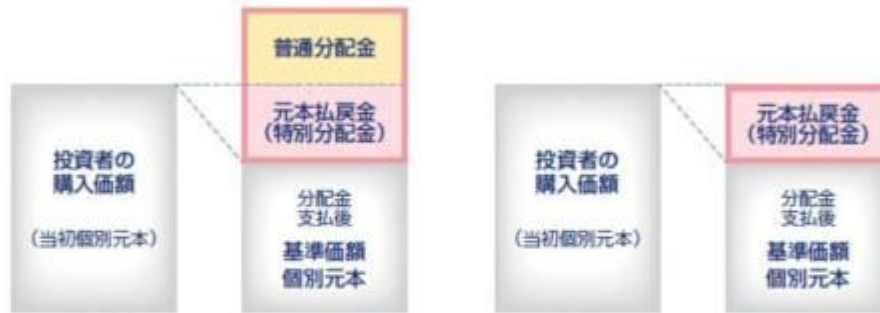 普通分配金
元本払戻金
(特別分配金)
投資者の
購入価額
(当初個別元本)
分配金
支払後
基準価額
個別元本
元本払戻金
(特別分配金)
投資者の
購入価額
(当初個別元本)
分配金
支払後
基準価額
個別元本